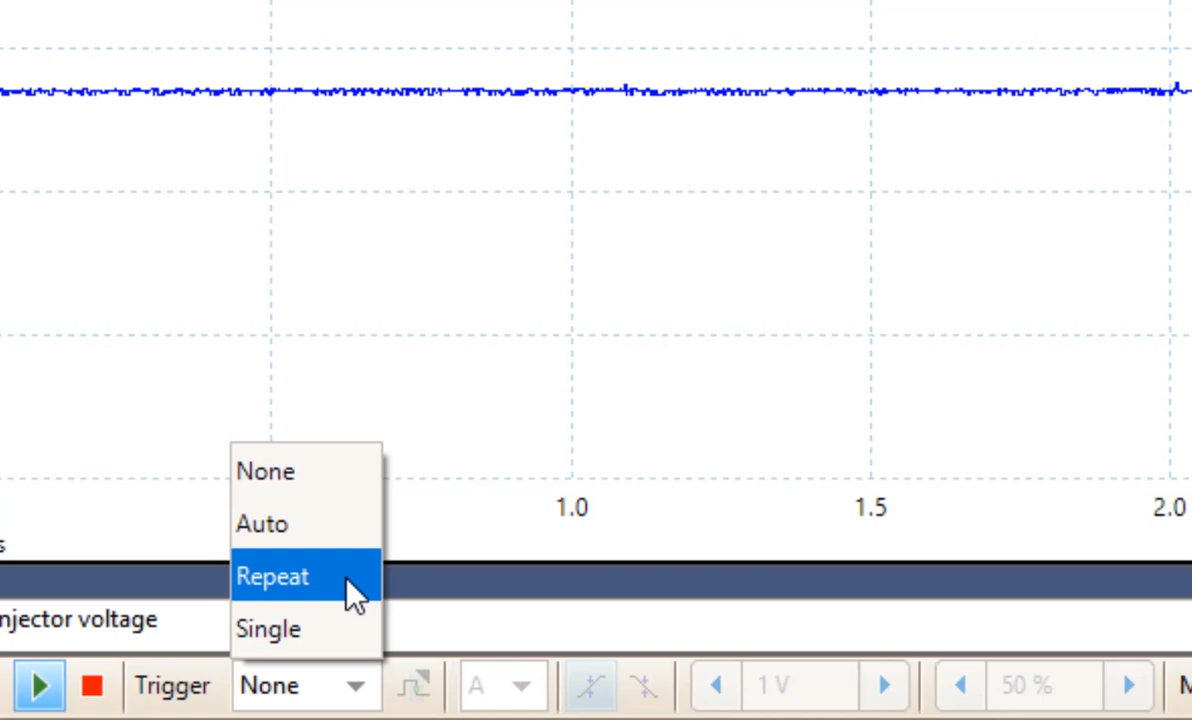 1.0
1.5
2.0
s
None
Auto
Repeat
Single
njector voltage
Trigger
None
A
1 V
50 %
M